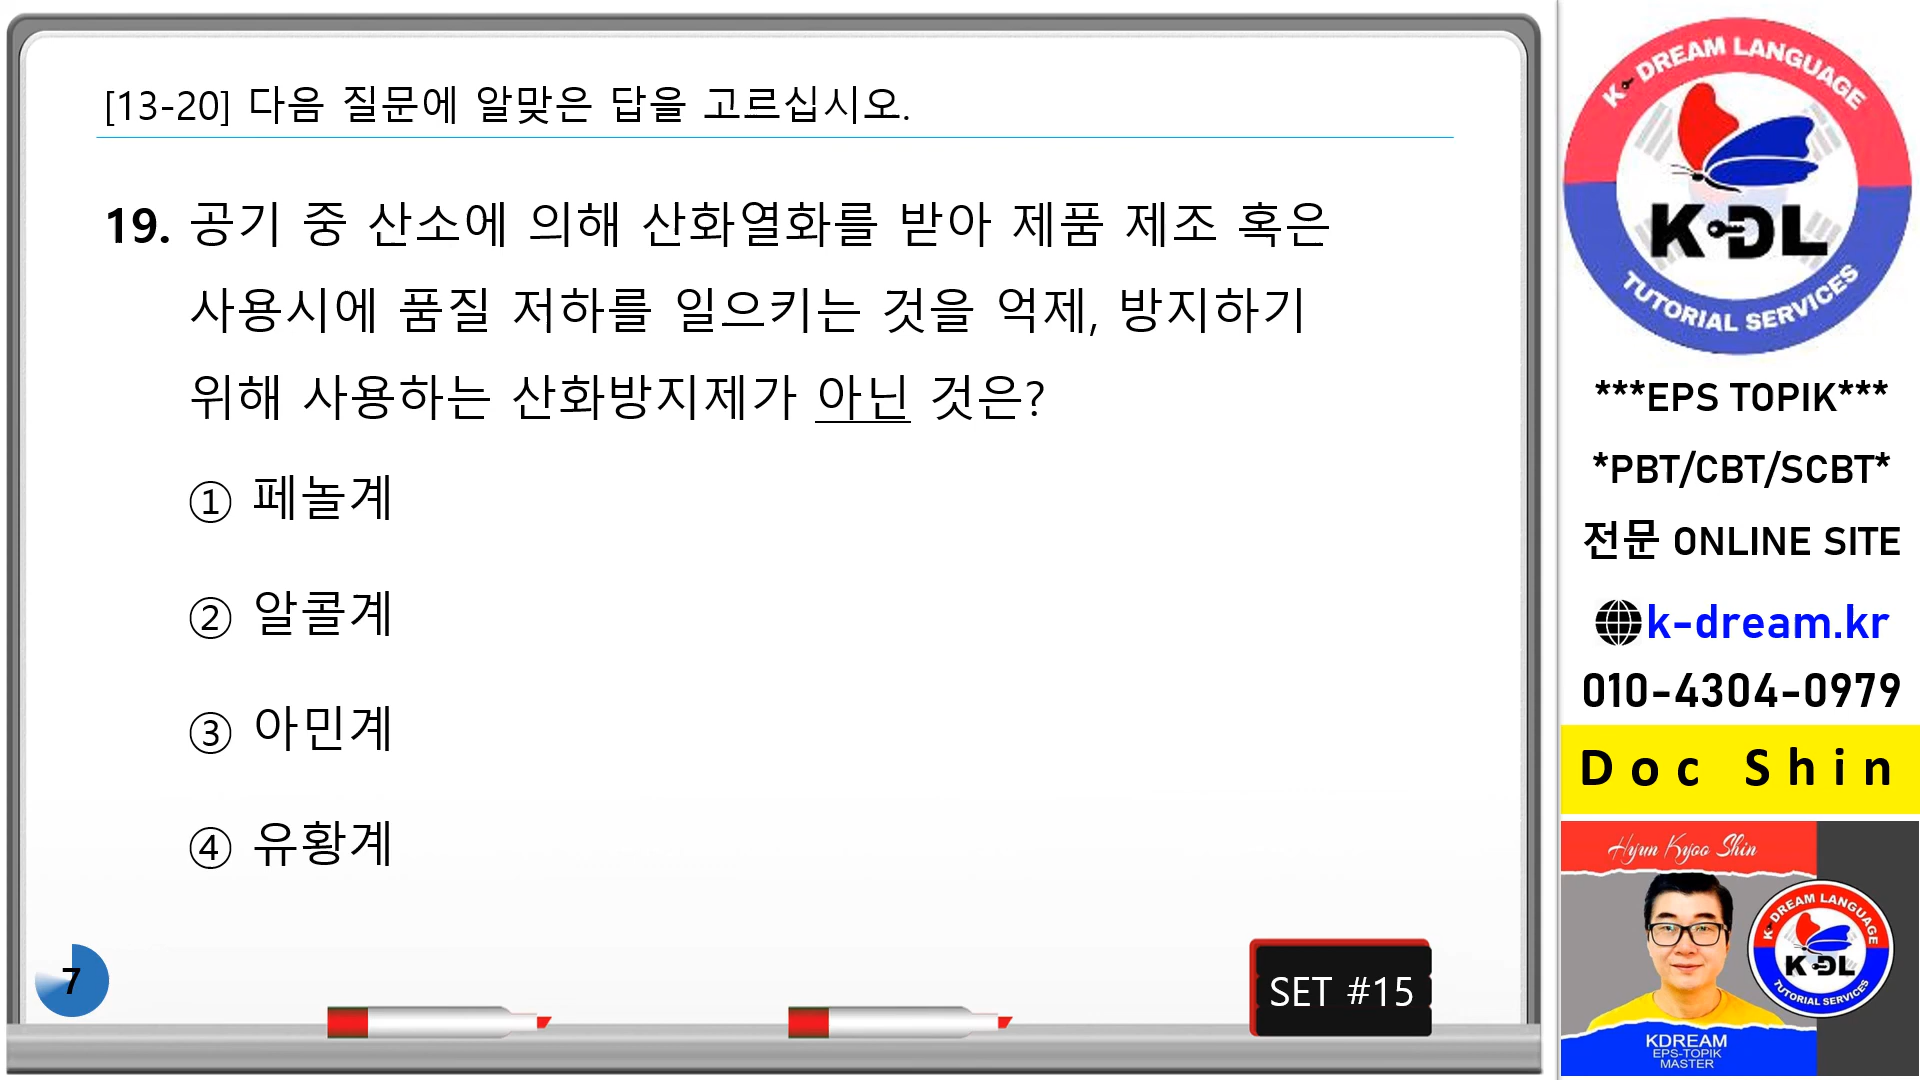 [13-20] 다음 질문에 알맞은 답을 고르십시오.
19. 공기 중 산소에 의해 산화열화를 받아 제품 제조 혹은
사용시에 품질 저하를 일으키는 것을 억제, 방지하기
위해 사용하는 산화방지제가 아닌 것은?
① 페놀계
② 알콜계
③ 아민계
④ 유황계
7
SET #15
K-DREAM LANGUAGE
K-DL
TUTORIAL SERVICES
***EPS TOPIK***
*PBT/CBT/SCBT*
전문 ONLINE SITE
k-dream.kr
010-4304-0979
Doc Shin
Hyun Kyoo Shin
K-DREAM LANGUAGE
K-DL
TUTORIAL SERVICES
KDREAM
EPS-TOPIK
MASTER